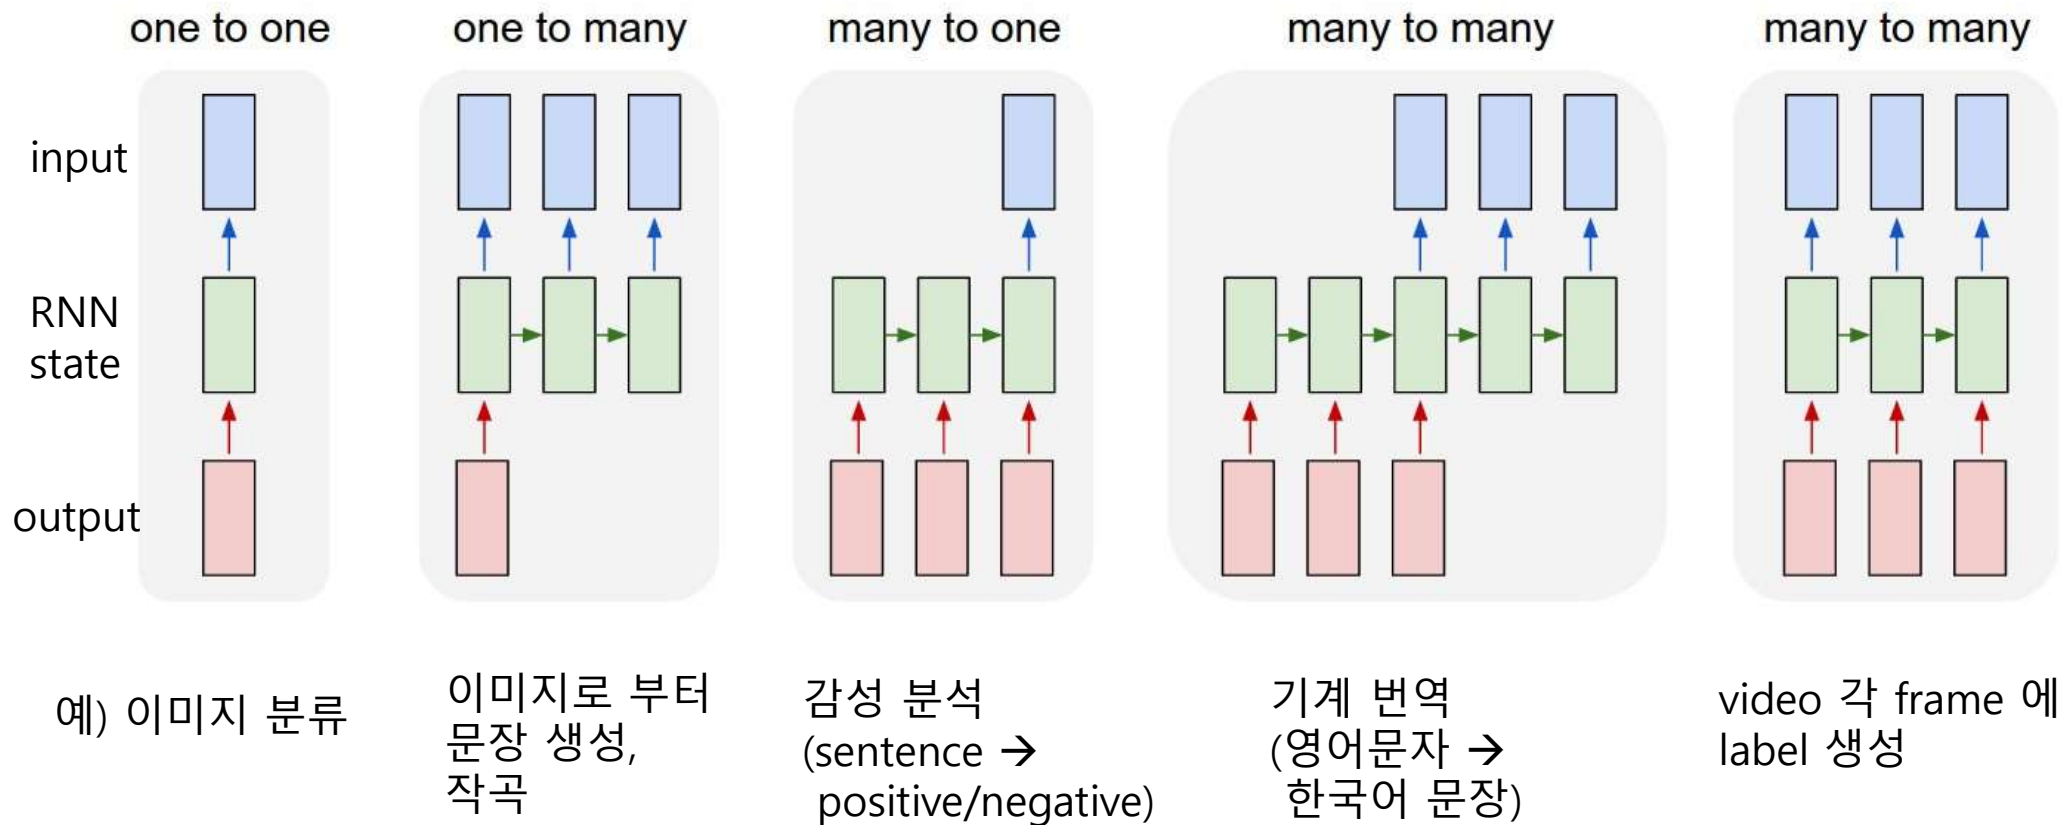 one to one
one to many
many to one
many to many
many to many
input
RNN
state
output
예) 이미지 분류
이미지로 부터
문장 생성,
작곡
감성 분석
(sentence →
positive/negative)
기계 번역
(영어문자 →
한국어 문장)
video 각 frame 에
label 생성